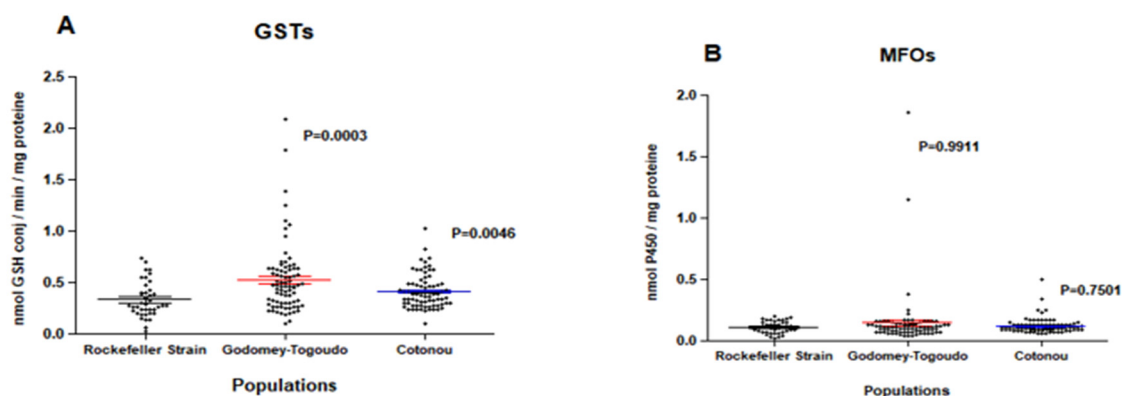 A
GSTs
nmol GSH conj / min / mg proteine
2.5
2.0
1.5
1.0
0.5
0.0
P=0.0003
P=0.0046
Rockefeller Strain Godomey-Togoudo Cotonou
Populations
B
MFOs
nmol P450 / mg proteine
2.0
1.5
1.0
0.5
0.0
P=0.9911
P=0.7501
Rockefeller Strain Godomey-Togoudo Cotonou
Populations